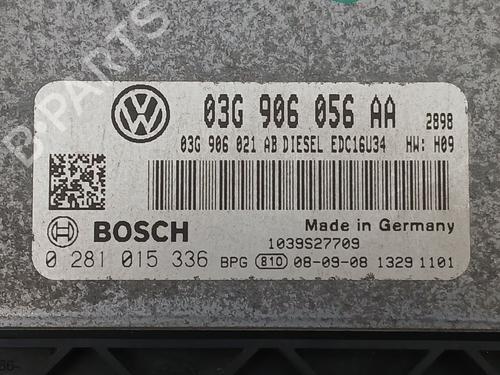 B-PARTS
VW 03G 906 056 AA 2898
03G 906 021 AB DIESEL EDC16U34 HW: H09
BOSCH Made in Germany
1039S27709
0 281 015 336 BPG 810 08-09-08 1329 1101